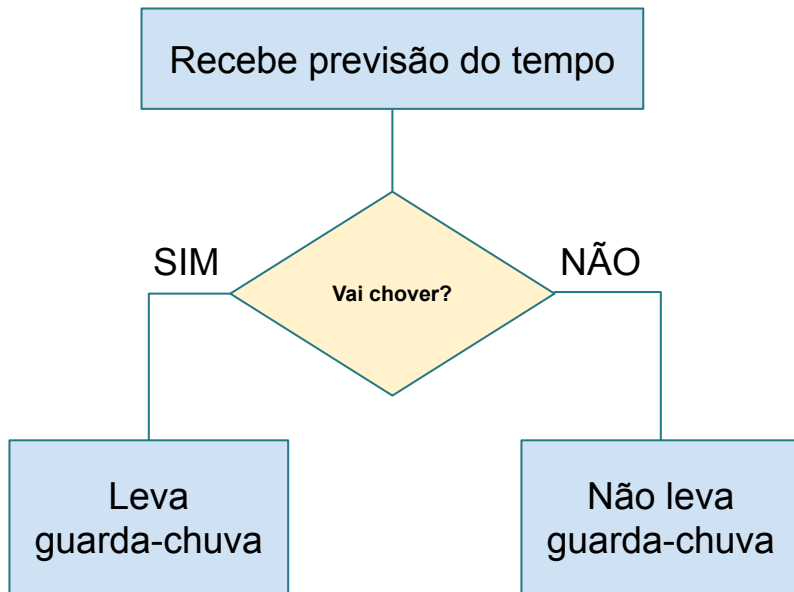 Recebe previsão do tempo
SIM
NÃO
Vai chover?
Leva
guarda-chuva
Não leva
guarda-chuva